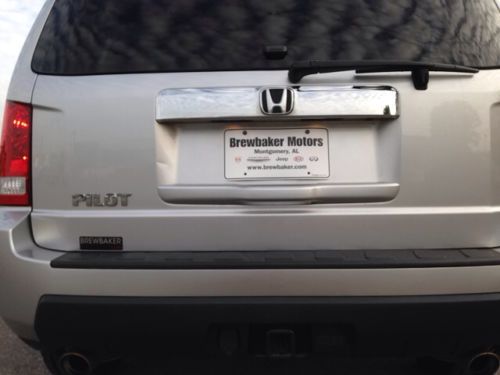 Brewbaker Motors
Montgomery, AL
Jeep
www.brewbaker.com
PILOT
BREWBAKER